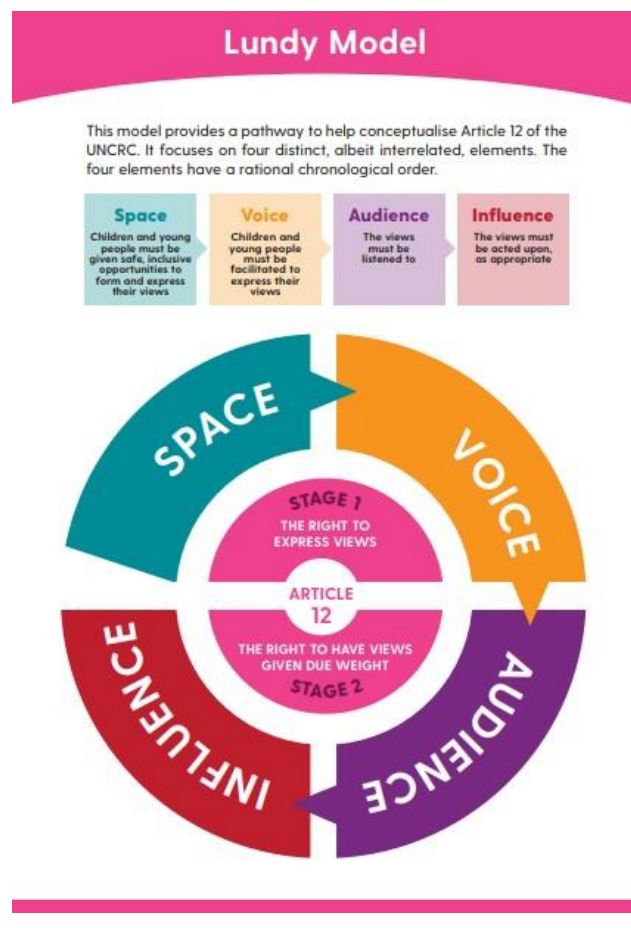 Lundy Model
This model provides a pathway to help conceptualise Article 12 of the
UNCRC. It focuses on four distinct, albeit interrelated, elements. The
four elements have a rational chronological order.
Space
Children and young
people must be
given safe, inclusive
opportunities to
form and express
their views
Voice
Children and
young people
must be
facilitated to
express their
views
Audience
The views
must be
listened to
Influence
The views must
be acted upon,
as appropriate
SPACE
VOICE
STAGE 1
THE RIGHT TO
EXPRESS VIEWS
ARTICLE
12
THE RIGHT TO HAVE VIEWS
GIVEN DUE WEIGHT
STAGE 2
AUDIENCE
INFLUENCE